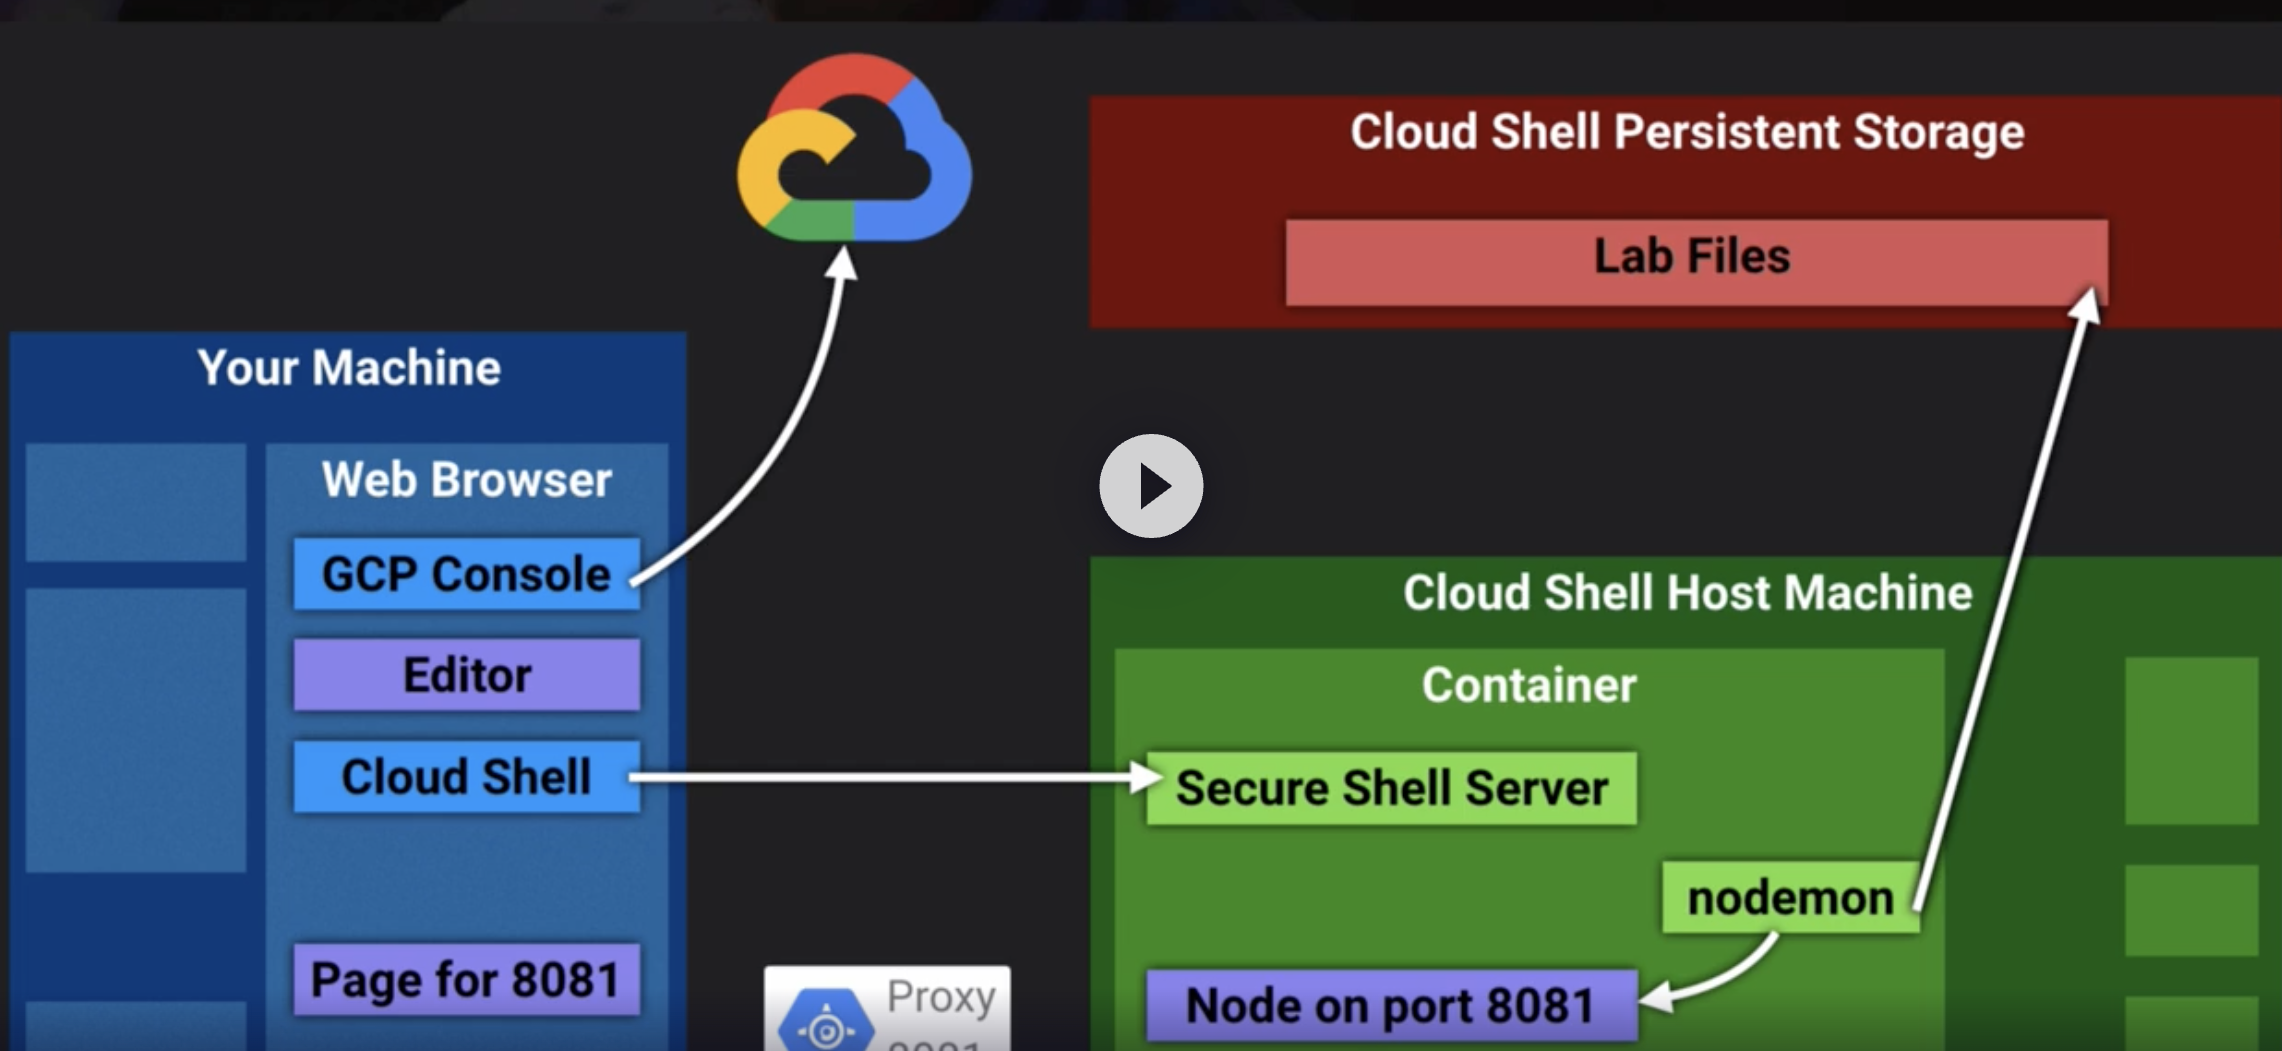 Cloud Shell Persistent Storage
Lab Files
Your Machine
Web Browser
GCP Console
Editor
Cloud Shell
Page for 8081
Proxy
Cloud Shell Host Machine
Container
Secure Shell Server
nodemon
Node on port 8081